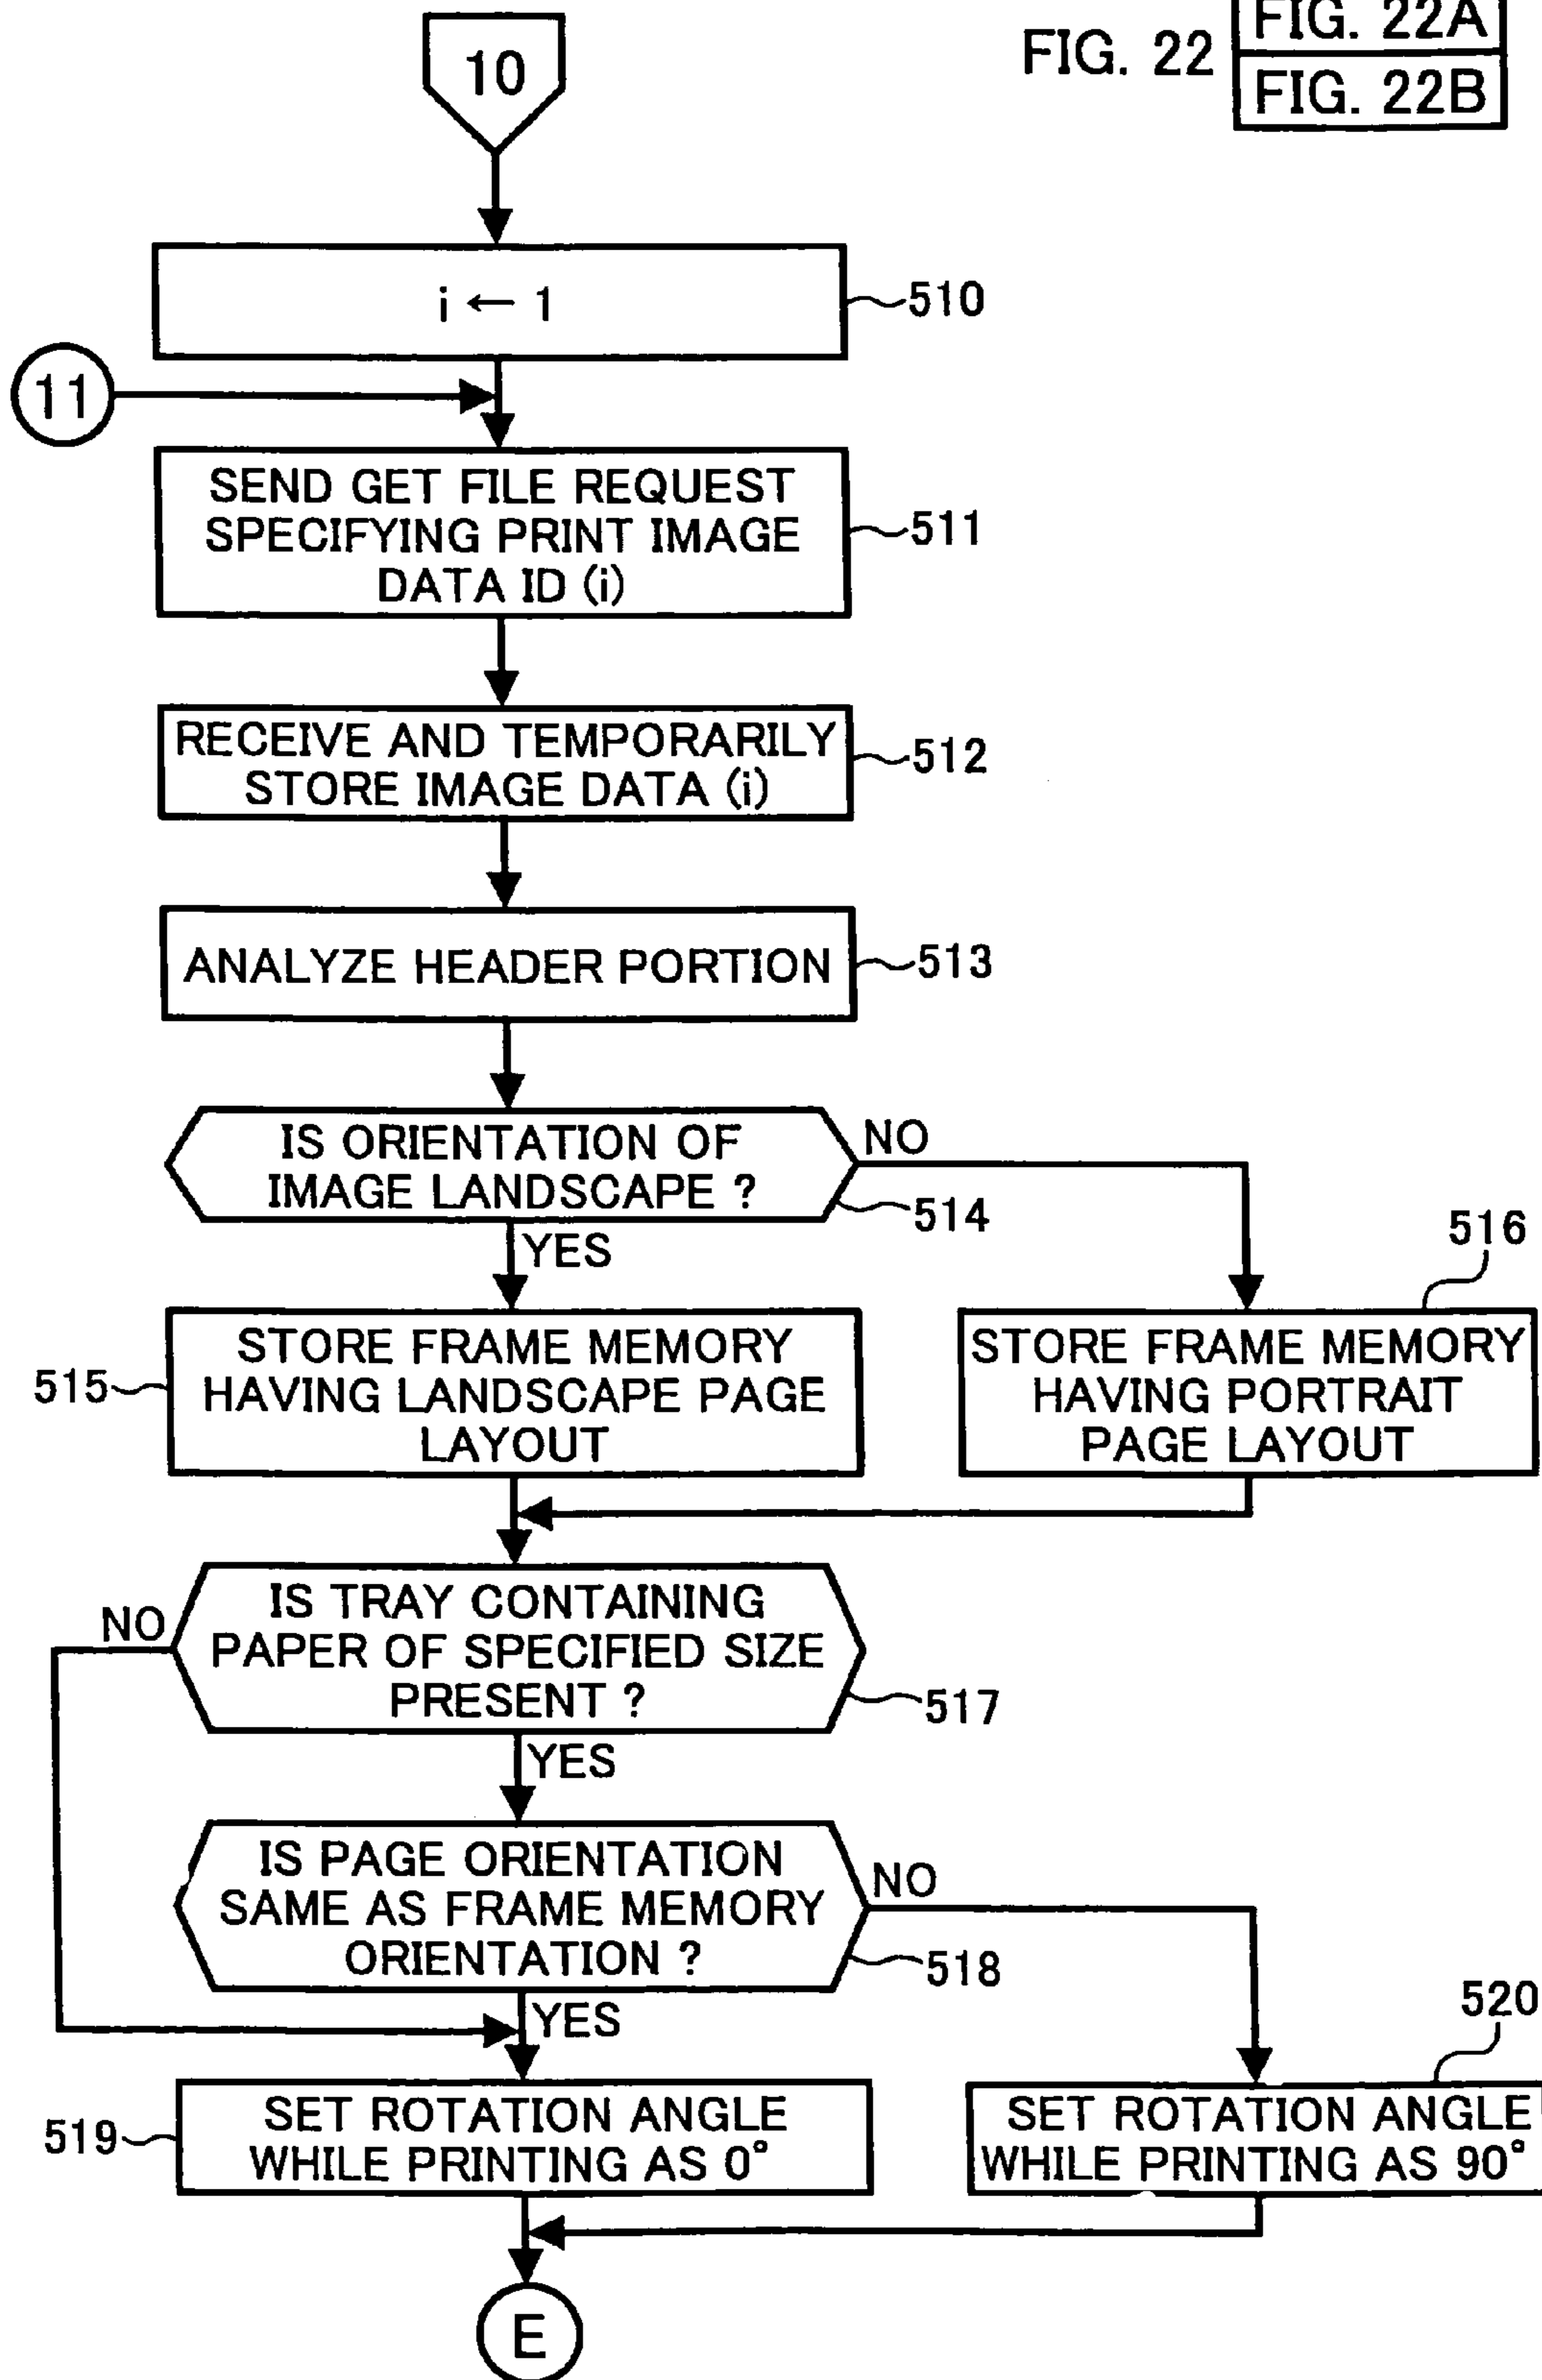 FIG. 22
FIG. 22A
FIG. 22B
10
i ← 1
510
11
SEND GET FILE REQUEST
SPECIFYING PRINT IMAGE
DATA ID (i)
511
RECEIVE AND TEMPORARILY
STORE IMAGE DATA (i)
512
ANALYZE HEADER PORTION
513
IS ORIENTATION OF
IMAGE LANDSCAPE ?
NO
514
YES
516
515
STORE FRAME MEMORY
HAVING LANDSCAPE PAGE
LAYOUT
STORE FRAME MEMORY
HAVING PORTRAIT
PAGE LAYOUT
NO
IS TRAY CONTAINING
PAPER OF SPECIFIED SIZE
PRESENT ?
517
YES
IS PAGE ORIENTATION
SAME AS FRAME MEMORY
ORIENTATION ?
NO
518
YES
520
519
SET ROTATION ANGLE
WHILE PRINTING AS 0°
SET ROTATION ANGLE
WHILE PRINTING AS 90°
E